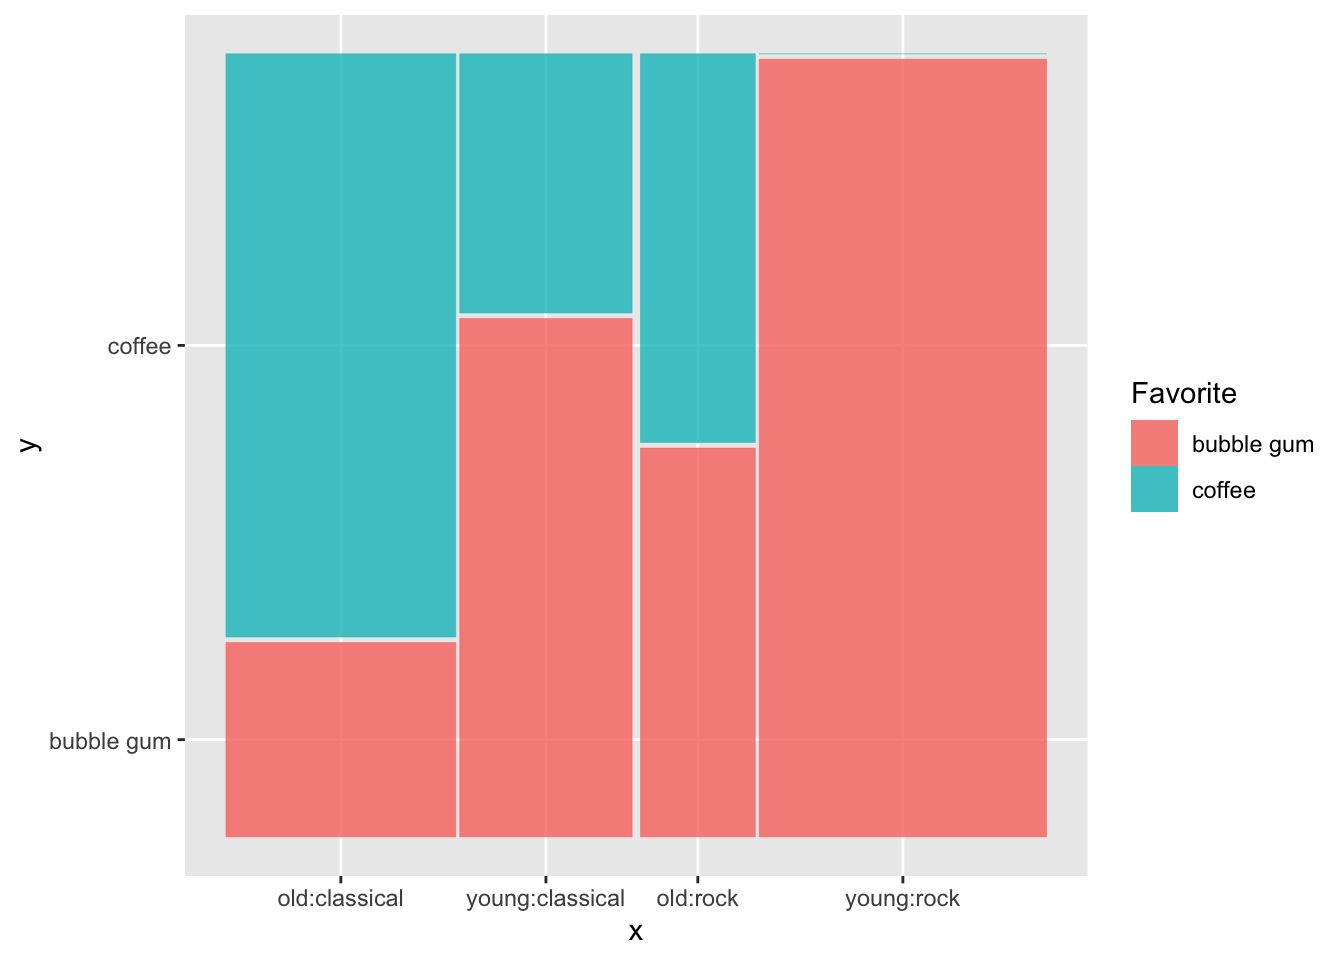 coffee
bubble gum
y
old:classical
young:classical
old:rock
young:rock
x
Favorite
bubble gum
coffee